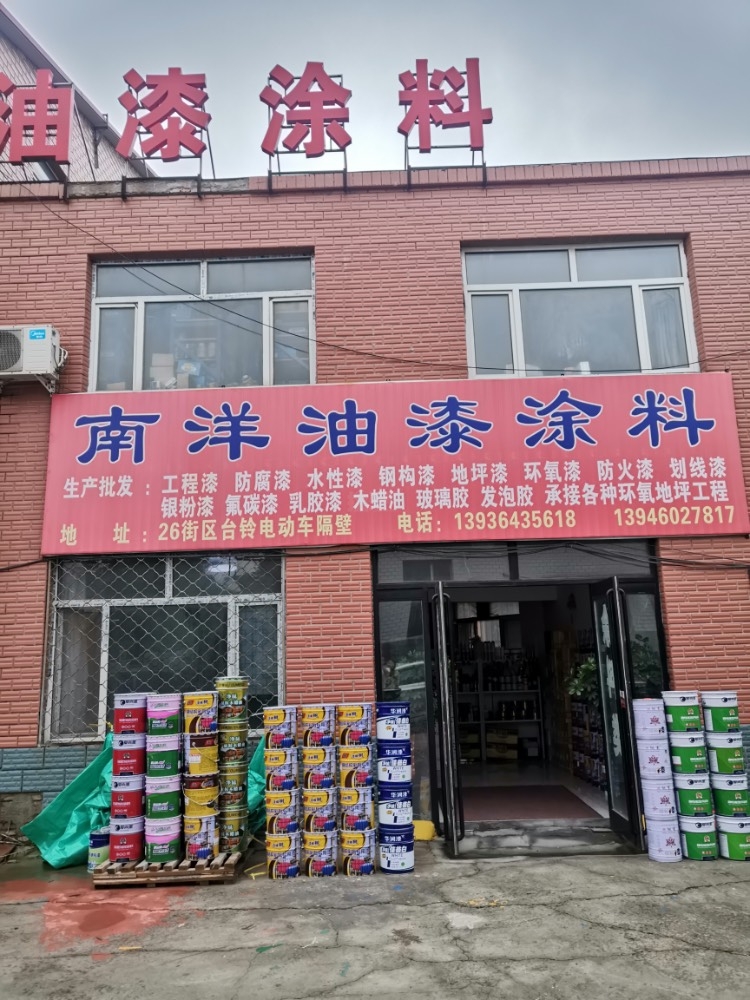 油漆涂料
南洋油漆涂料
生产批发：工程漆 防腐漆 水性漆 钢构漆 地坪漆 环氧漆 防火漆 划线漆
银粉漆 氟碳漆 乳胶漆 木蜡油 玻璃胶 发泡胶 承接各种环氧地坪工程
地 址：26街区台铃电动车隔壁 电话：13936435618 13946027817
华润漆